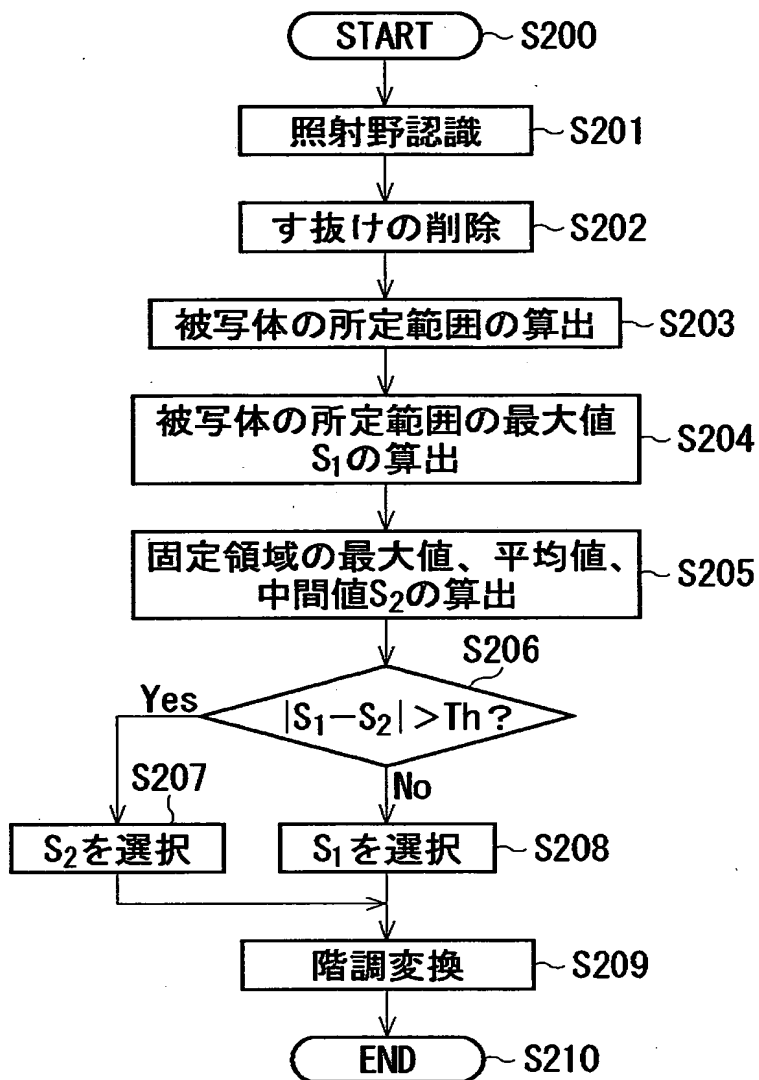 START S200
照射野認識 S201
す抜けの削除 S202
被写体の所定範囲の算出 S203
被写体の所定範囲の最大値
S₁の算出
S204
固定領域の最大値、平均値、
中間値S₂の算出
S205
S206
|S₁−S₂|>Th?
Yes
No
S207
S₂を選択
S₁を選択 S208
階調変換 S209
END S210